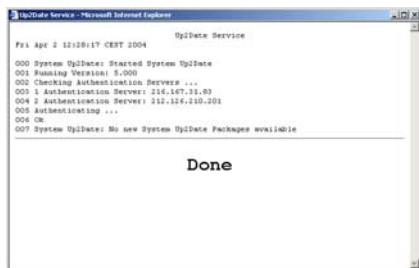 Up2Date Service - Microsoft Internet Explorer
Up2Date Service
Fri Apr 2 12:28:17 CEST 2004
000 System Up2Date: Started System Up2Date
001 Running Version: 5.000
002 Checking Authentication Servers ...
003 1 Authentication Server: 216.167.31.83
004 2 Authentication Server: 212.126.210.201
005 Authenticating ...
006 OK
007 System Up2Date: No new System Up2Date Packages available
Done